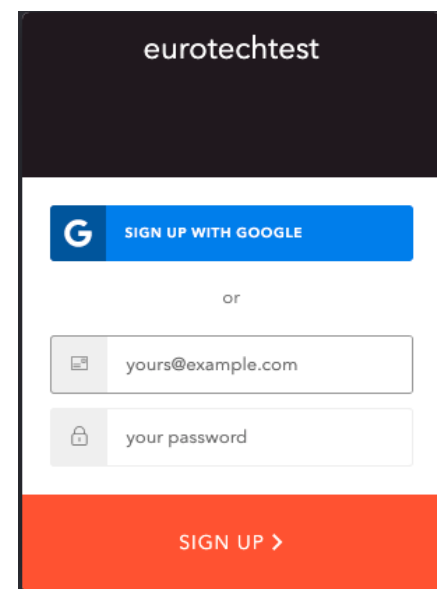 eurotechtest
G SIGN UP WITH GOOGLE
or
yours@example.com
your password
SIGN UP >